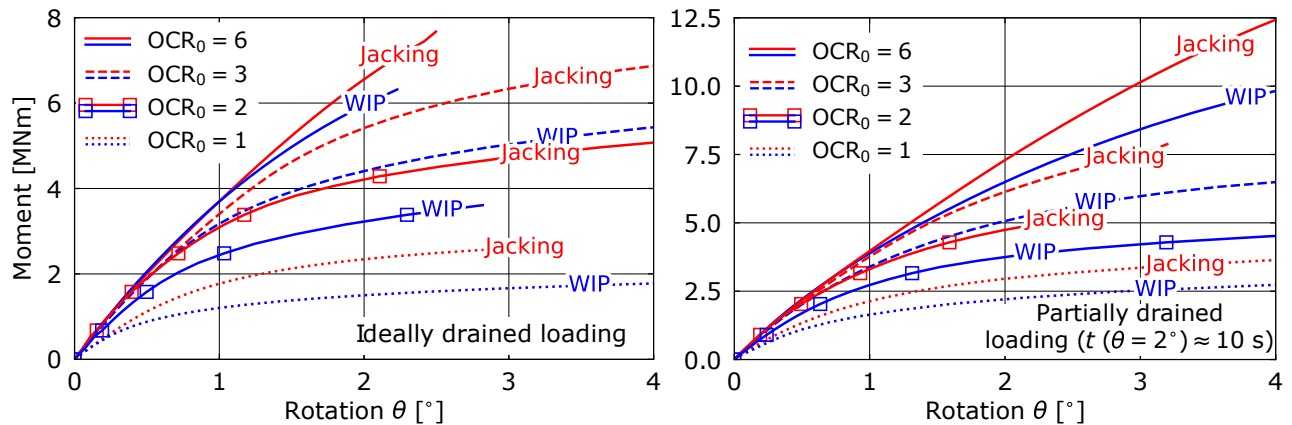 8
6
4
2
0
Moment [MNm]
OCR₀ = 6
OCR₀ = 3
OCR₀ = 2
OCR₀ = 1
Jacking
WIP
Jacking
WIP
Jacking
WIP
Jacking
WIP
Ideally drained loading
0 1 2 3 4
Rotation θ [°]
12.5
10.0
7.5
5.0
2.5
0.0
OCR₀ = 6
OCR₀ = 3
OCR₀ = 2
OCR₀ = 1
Jacking
WIP
Jacking
WIP
Jacking
WIP
Jacking
WIP
Partially drained
loading (t (θ = 2°) ≈ 10 s)
0 1 2 3 4
Rotation θ [°]